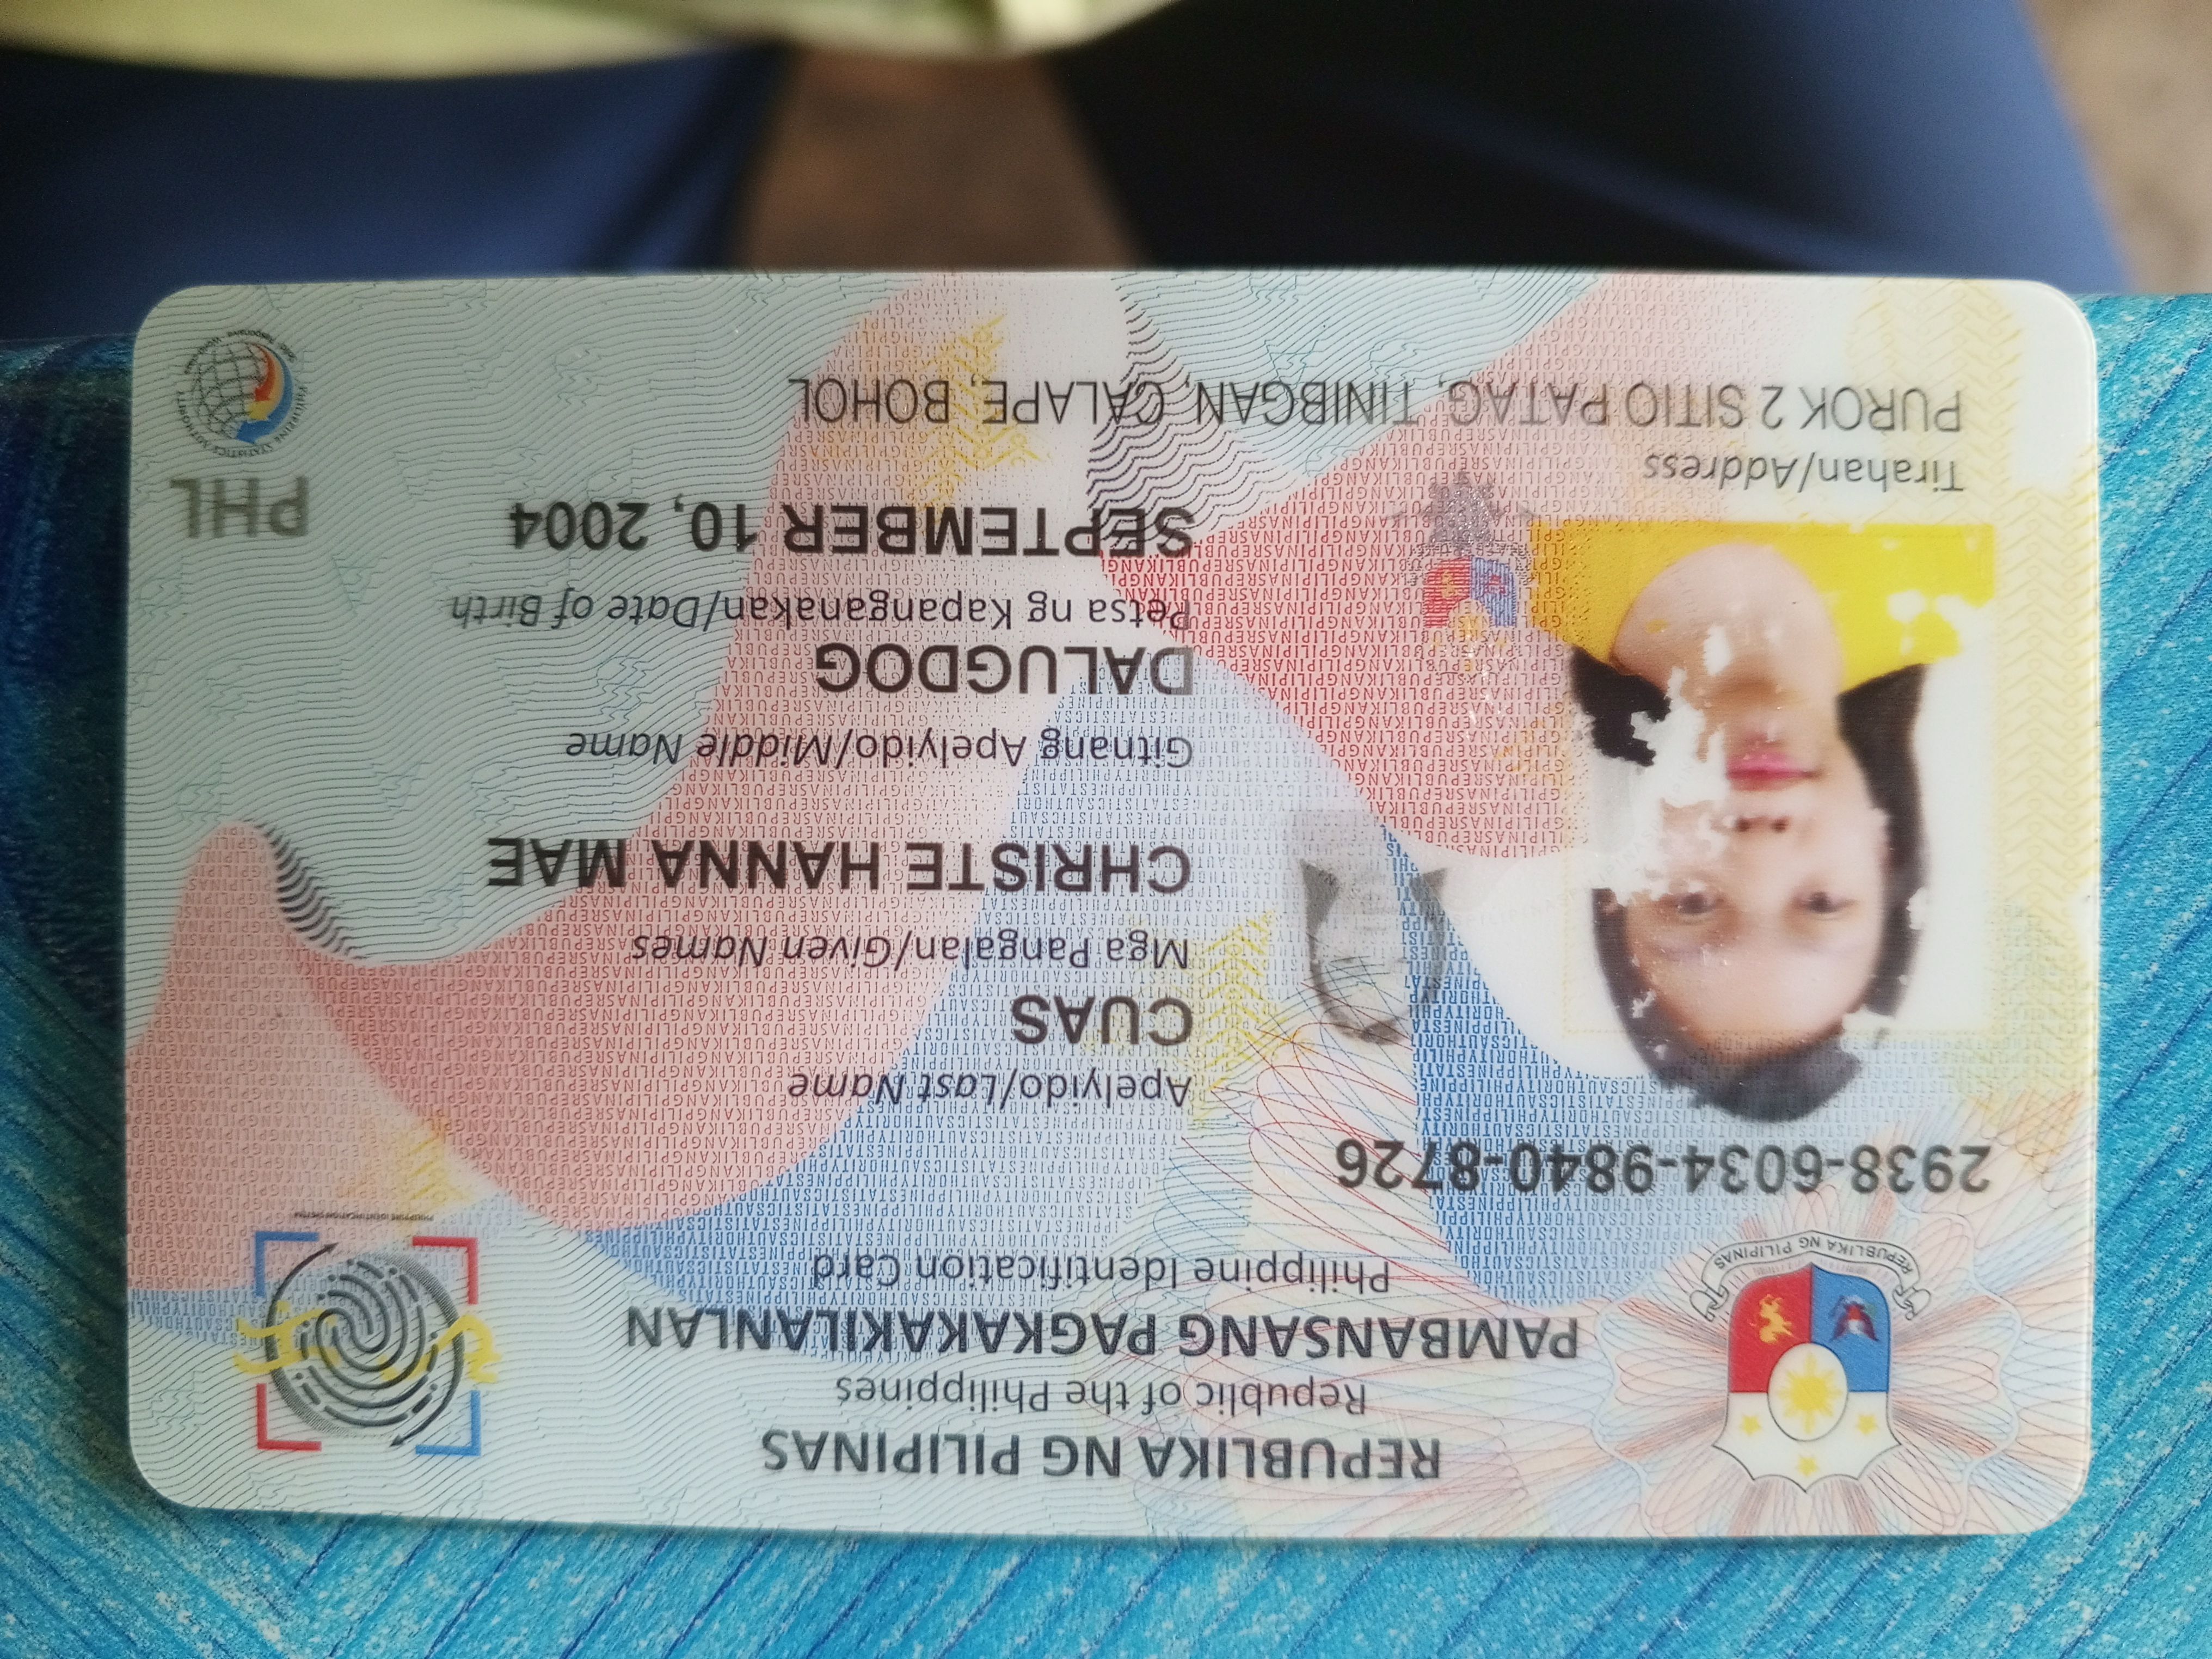 REPUBLIKA NG PILIPINAS
Republic of the Philippines
PAMBANSANG PAGKAKAKILANLAN
Philippine Identification Card
REPUBLIKA NG PILIPINAS
2938-6034-9840-8726
Apelyido/Last Name
CUAS
Mga Pangalan/Given Names
CHRISTE HANNA MAE
Gitnang Apelyido/Middle Name
DALUGDOG
Petsa ng Kapanganakan/Date of Birth
SEPTEMBER 10, 2004
PHL
Tirahan/Address
PUROK 2 SITIO PATAG, TINIBGAN, CALAPE, BOHOL